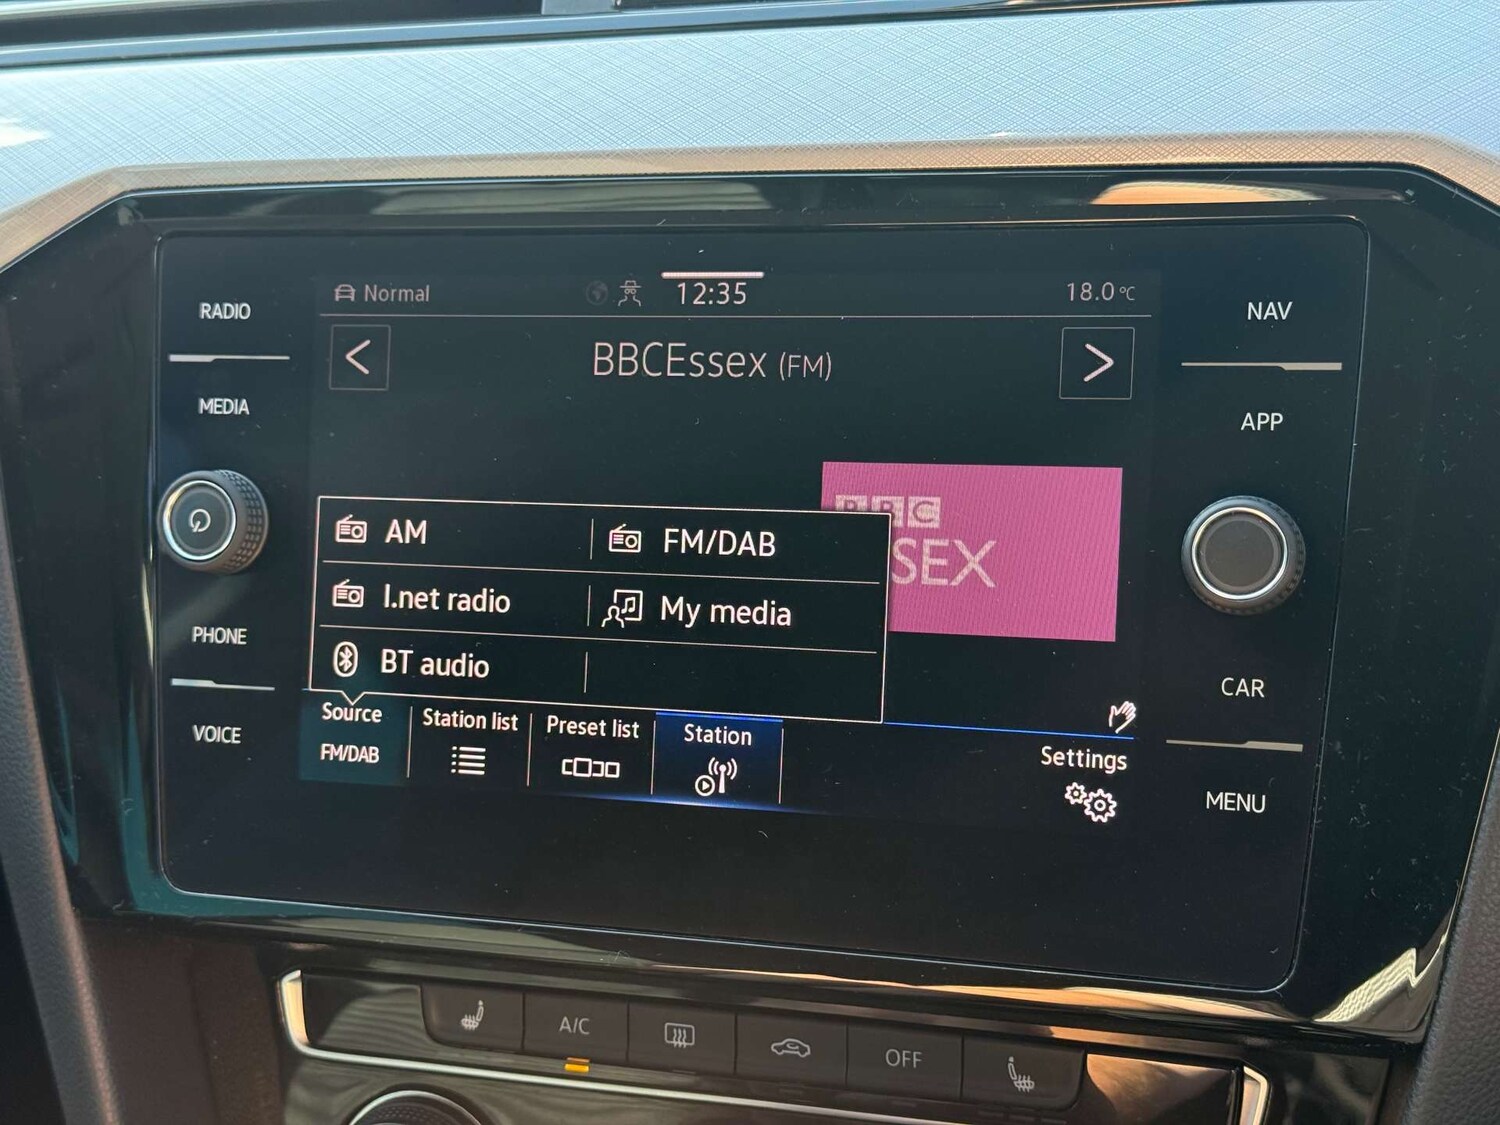 RADIO
MEDIA
PHONE
VOICE
Normal
12:35
18.0 °C
<
BBCEssex (FM)
>
BBC
SEX
AM
FM/DAB
I.net radio
My media
BT audio
Source
FM/DAB
Station list
Preset list
Station
Settings
NAV
APP
CAR
MENU
A/C
OFF